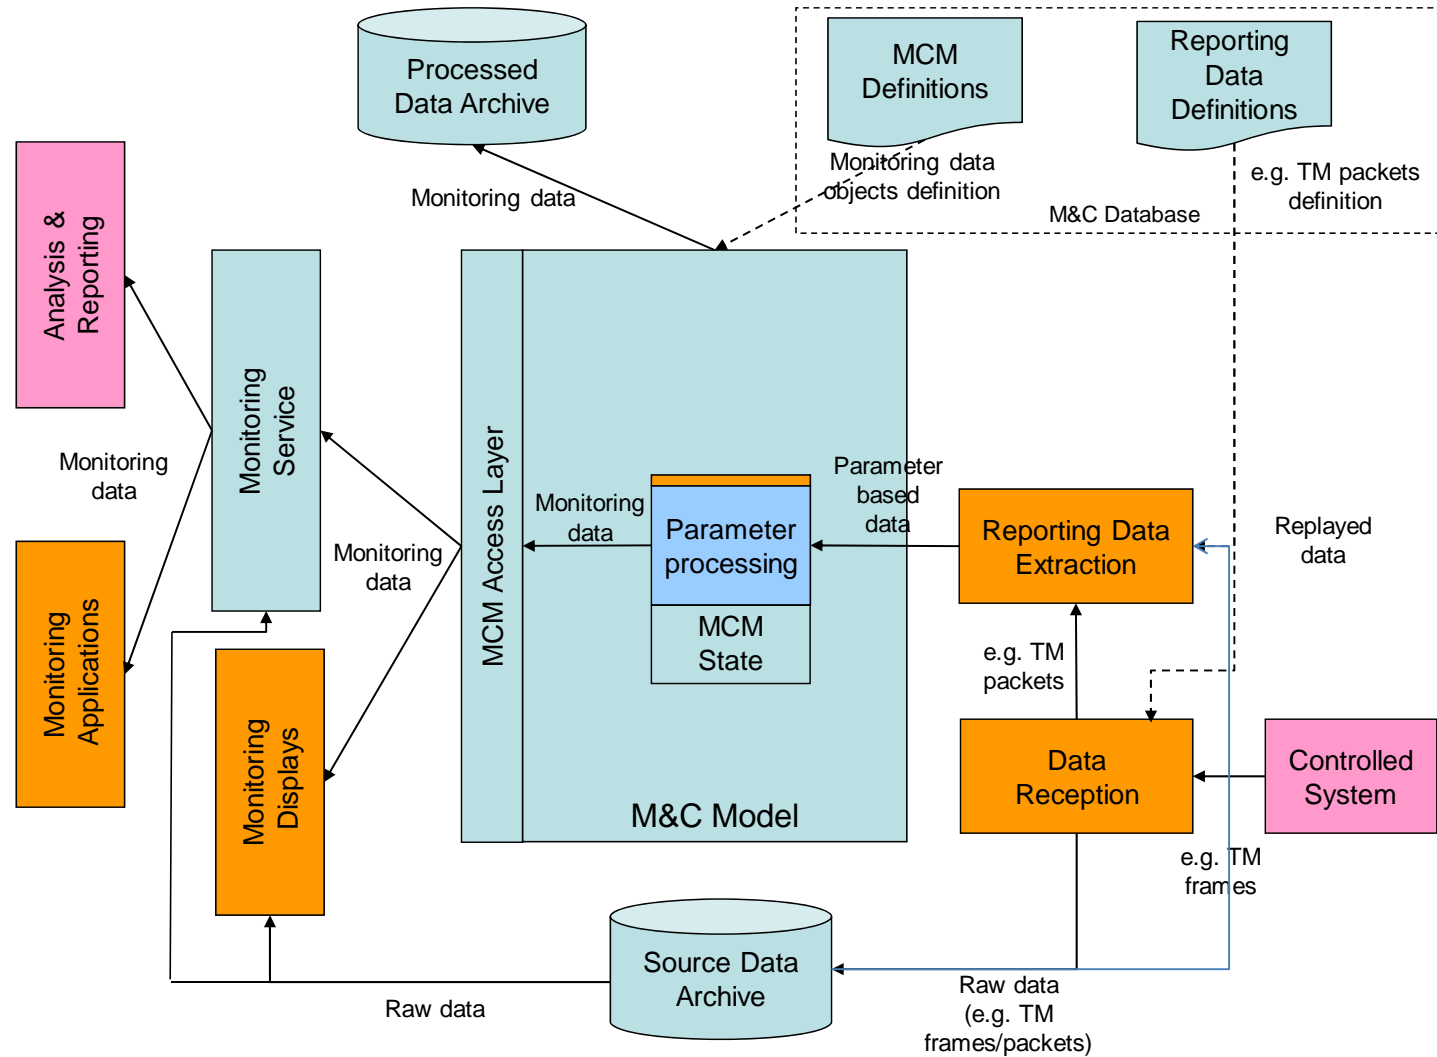 Processed
Data Archive
MCM
Definitions
Reporting
Data
Definitions
Monitoring data
objects definition
e.g. TM packets
definition
M&C Database
Monitoring data
Analysis &
Reporting
Monitoring
Service
MCM Access Layer
Monitoring
data
Monitoring
data
Monitoring
data
Parameter
based
data
Parameter
processing
MCM
State
Reporting Data
Extraction
Replayed
data
Monitoring
Applications
Monitoring
Displays
e.g. TM
packets
Data
Reception
Controlled
System
M&C Model
e.g. TM
frames
Source Data
Archive
Raw data
Raw data
(e.g. TM
frames/packets)